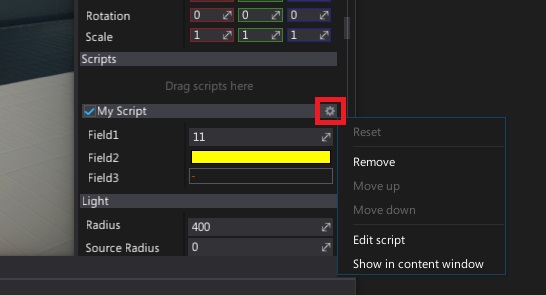 Rotation 0 0 0
Scale 1 1 1
Scripts
Drag scripts here
My Script
Field1 11
Field2
Field3 -
Light
Radius 400
Source Radius 0
Reset
Remove
Move up
Move down
Edit script
Show in content window